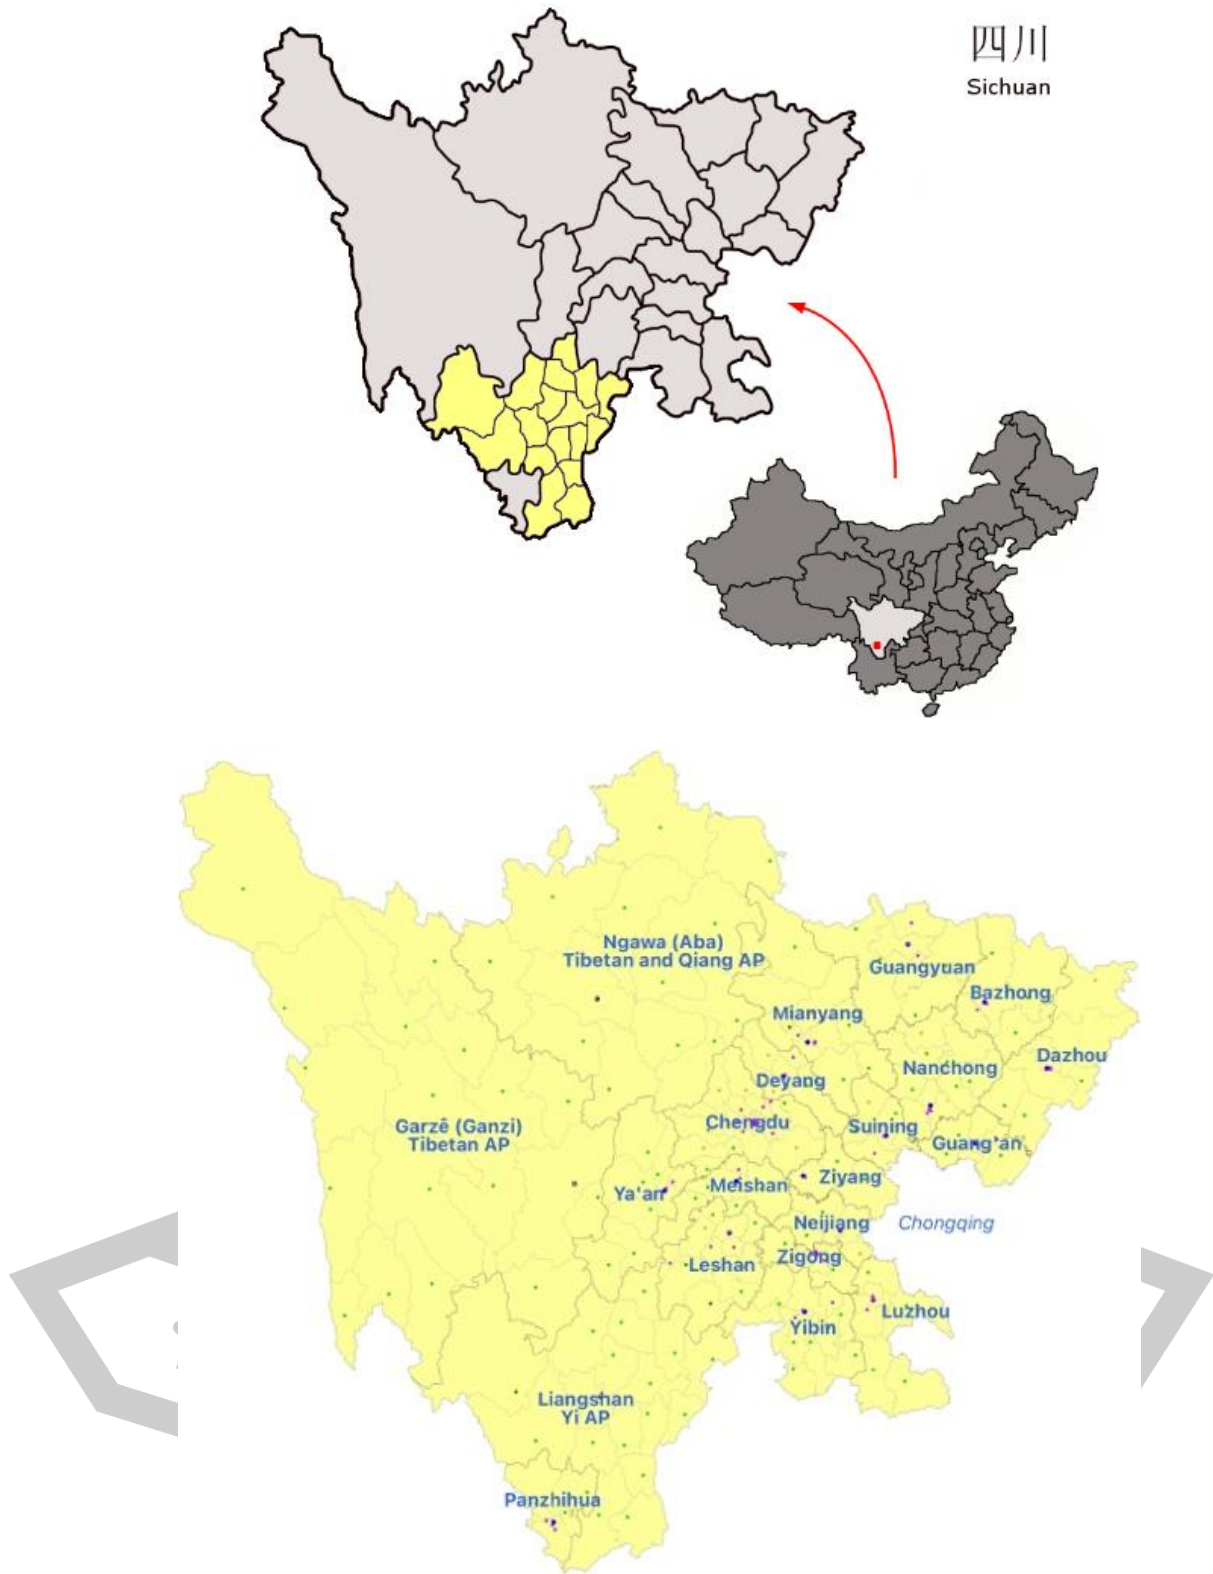 四川
Sichuan
Ngawa (Aba)
Tibetan and Qiang AP
Guangyuan
Bazhong
Mianyang
Dazhou
Nanchong
Deyang
Garzê (Ganzi)
Tibetan AP
Chengdu
Suining
Guang'an
Ziyang
Meishan
Ya'an
Neijiang
Chongqing
Zigong
Leshan
Luzhou
Yibin
Liangshan
Yi AP
Panzhihua